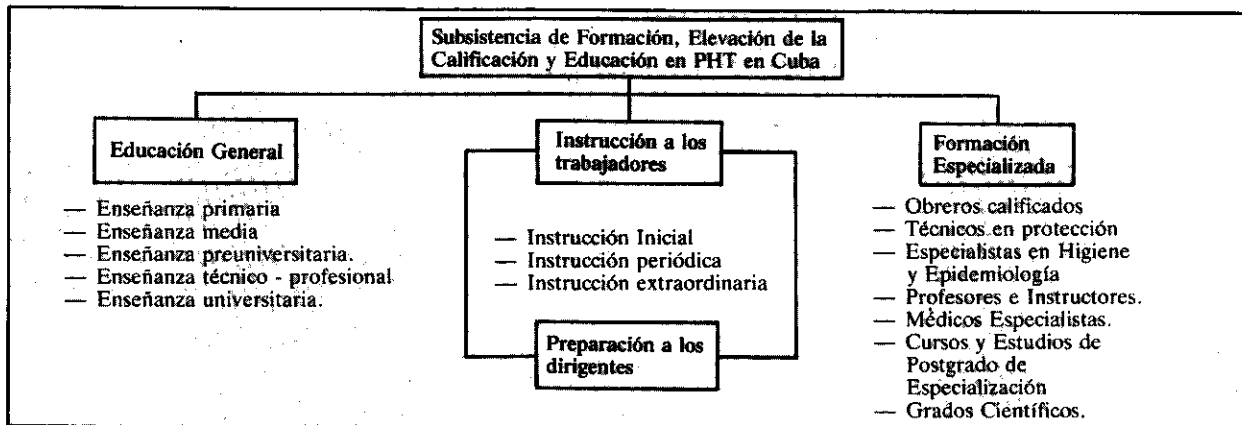 Subsistencia de Formación, Elevación de la
Calificación y Educación en PHT en Cuba
Educación General
— Enseñanza primaria
— Enseñanza media
— Enseñanza preuniversitaria.
— Enseñanza técnico - profesional
— Enseñanza universitaria.
Instrucción a los
trabajadores
— Instrucción Inicial
— Instrucción periódica
— Instrucción extraordinaria
Preparación a los
dirigentes
Formación
Especializada
— Obreros calificados
— Técnicos en protección
— Especialistas en Higiene
y Epidemiología
— Profesores e Instructores.
— Médicos Especialistas.
— Cursos y Estudios de
Postgrado de
Especialización
— Grados Científicos.